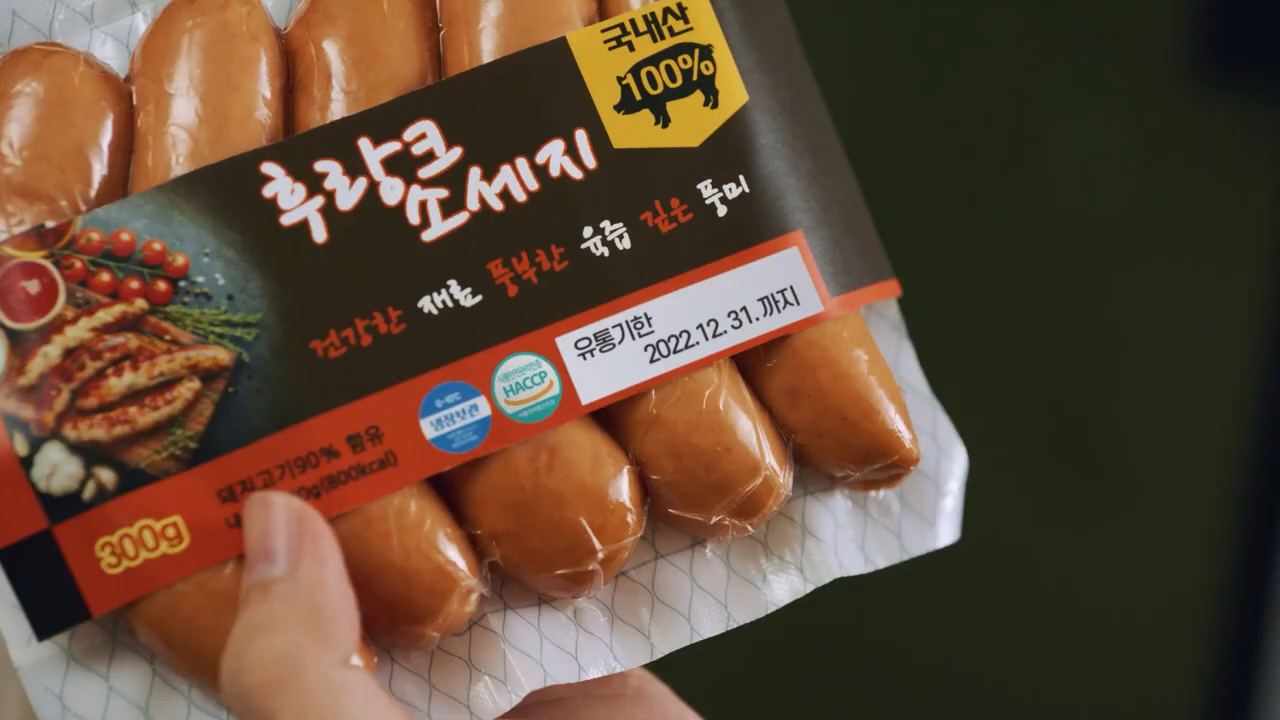 국내산
100%
후랑크
소세지
건강한 재료 풍부한 육즙 깊은 풍미
유통기한
2022.12.31.까지
HACCP
냉장보관
돼지고기90% 함유
0g(800kcal)
300g